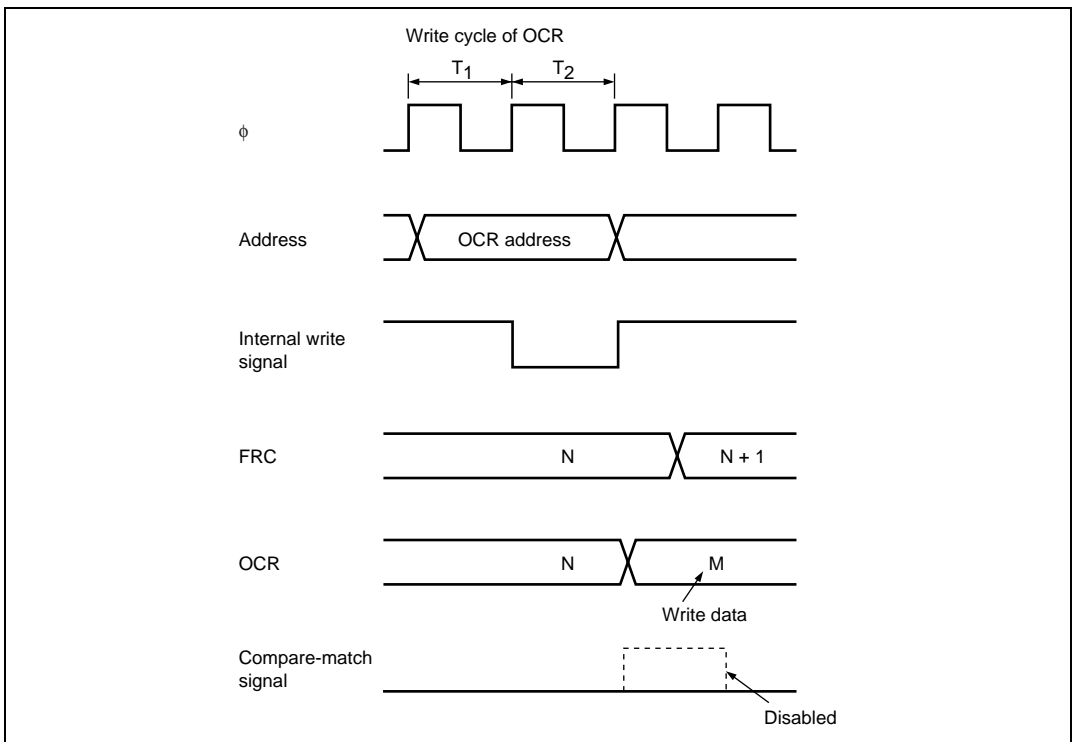 Write cycle of OCR
T1 T2
ϕ
Address
OCR address
Internal write
signal
FRC
N
N + 1
OCR
N
M
Write data
Compare-match
signal
Disabled